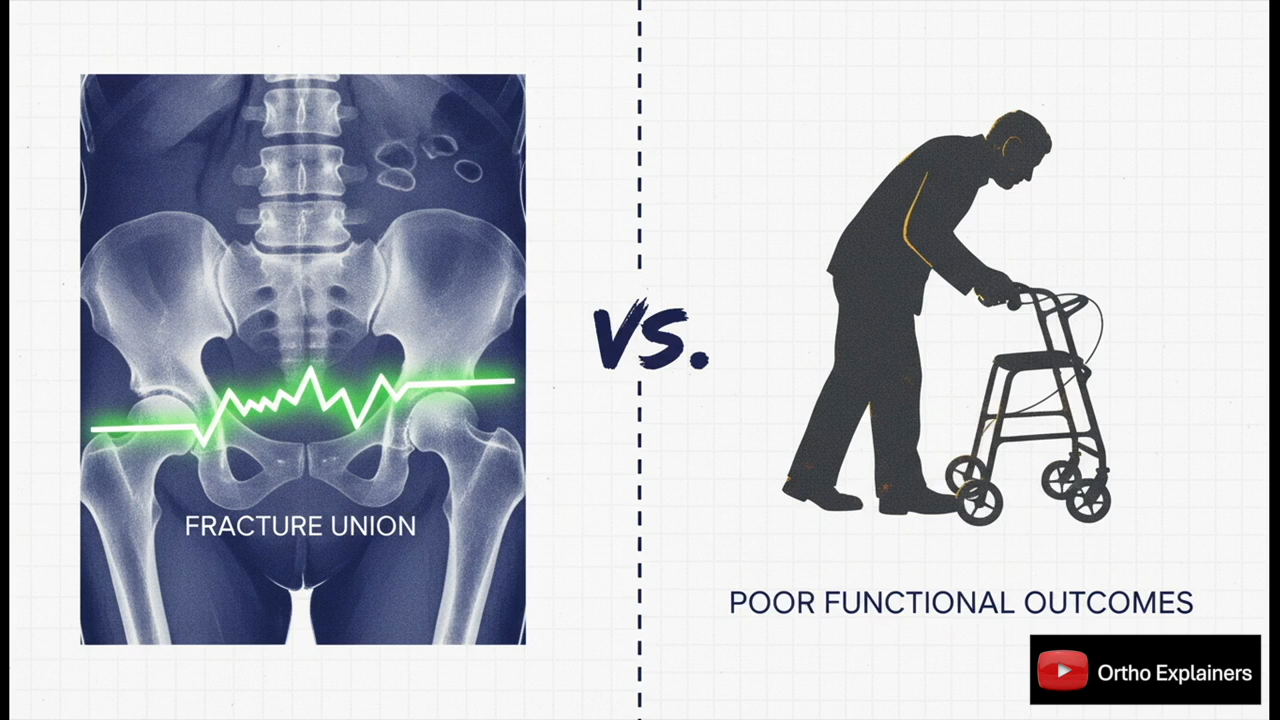 FRACTURE UNION
VS.
POOR FUNCTIONAL OUTCOMES
Ortho Explainers